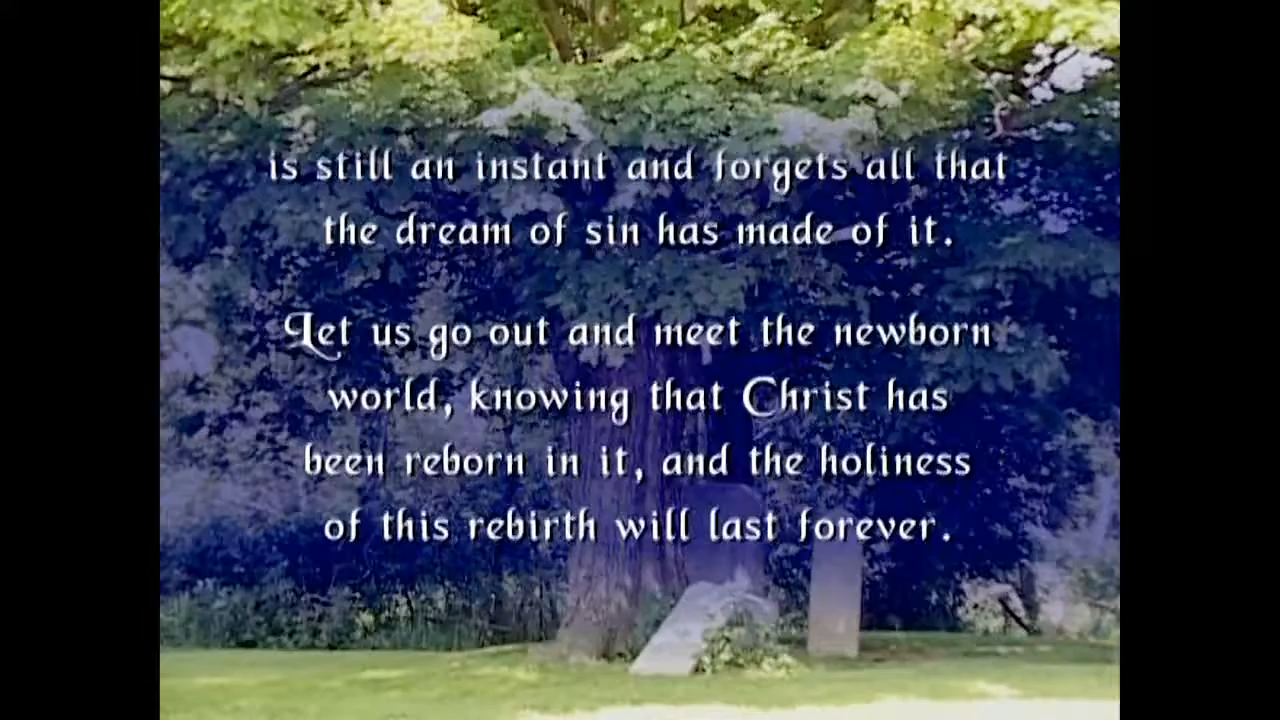 is still an instant and forgets all that
the dream of sin has made of it.
Let us go out and meet the newborn
world, knowing that Christ has
been reborn in it, and the holiness
of this rebirth will last forever.